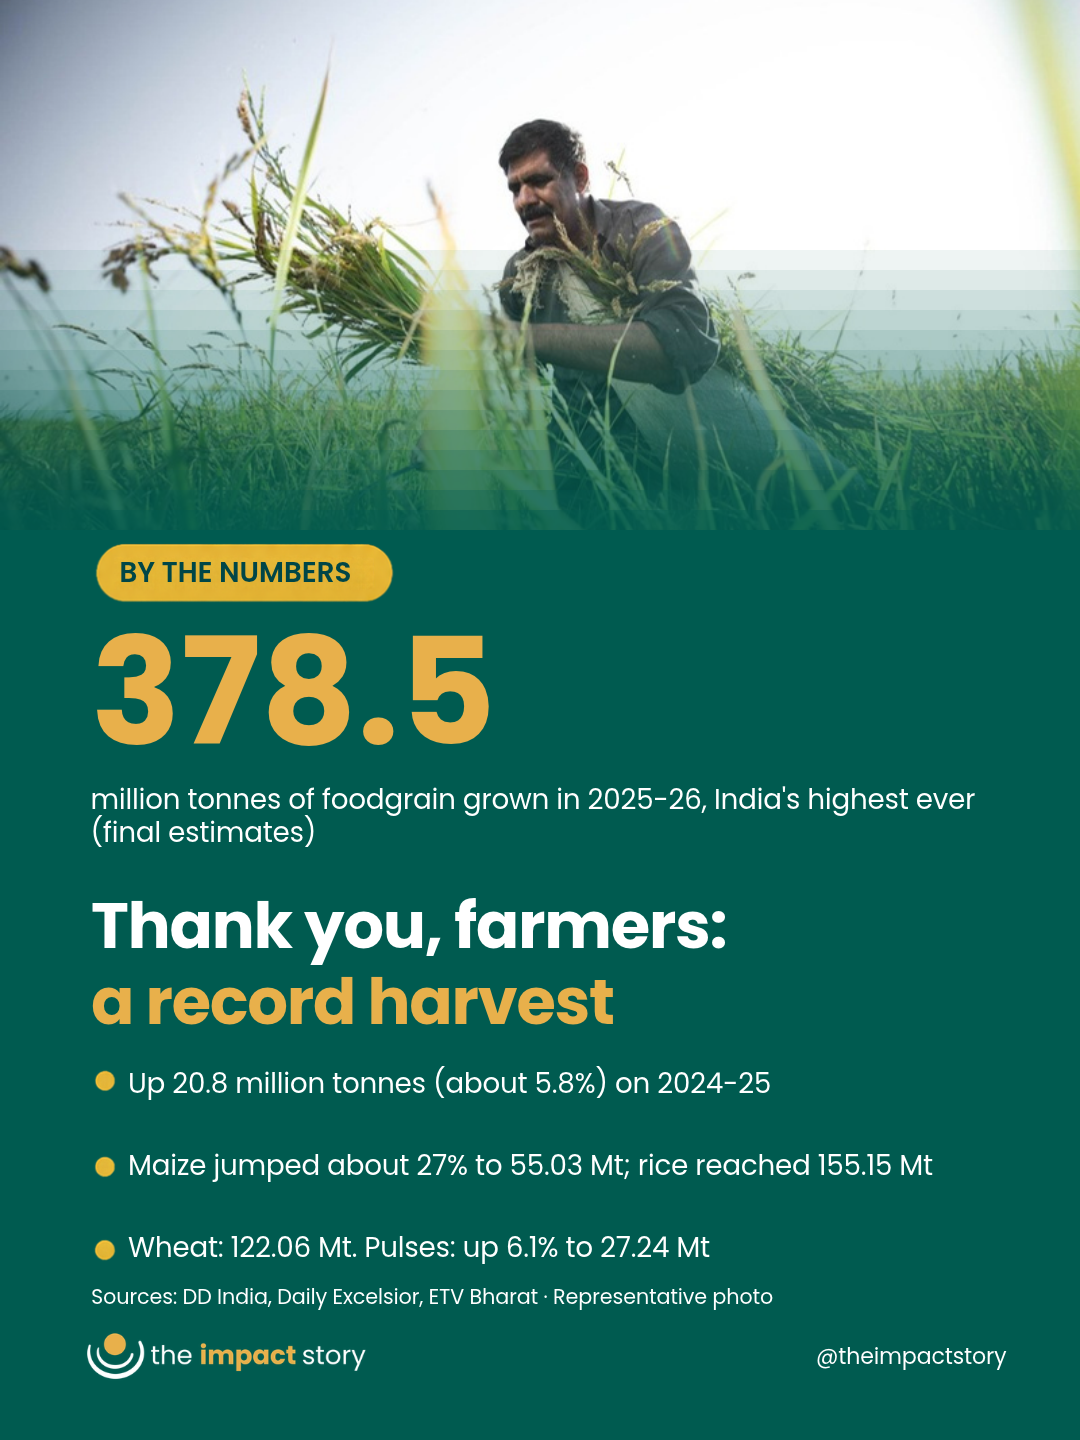 BY THE NUMBERS
378.5
million tonnes of foodgrain grown in 2025-26, India's highest ever
(final estimates)
Thank you, farmers:
a record harvest
Up 20.8 million tonnes (about 5.8%) on 2024-25
Maize jumped about 27% to 55.03 Mt; rice reached 155.15 Mt
Wheat: 122.06 Mt. Pulses: up 6.1% to 27.24 Mt
Sources: DD India, Daily Excelsior, ETV Bharat · Representative photo
the impact story
@theimpactstory